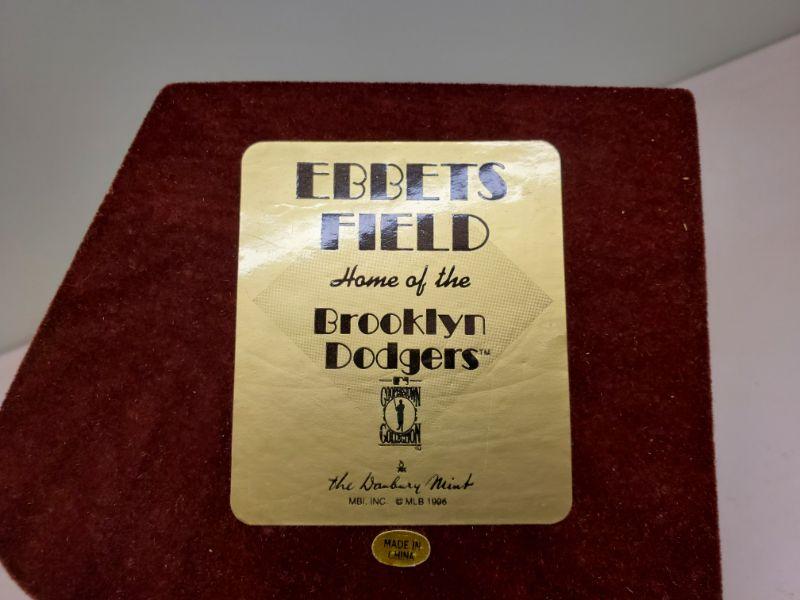 EBBETS
FIELD
Home of the
Brooklyn
Dodgers™
COOPERSTOWN
COLLECTION
the Danbury Mint
MBI, INC. © MLB 1996
MADE IN
CHINA